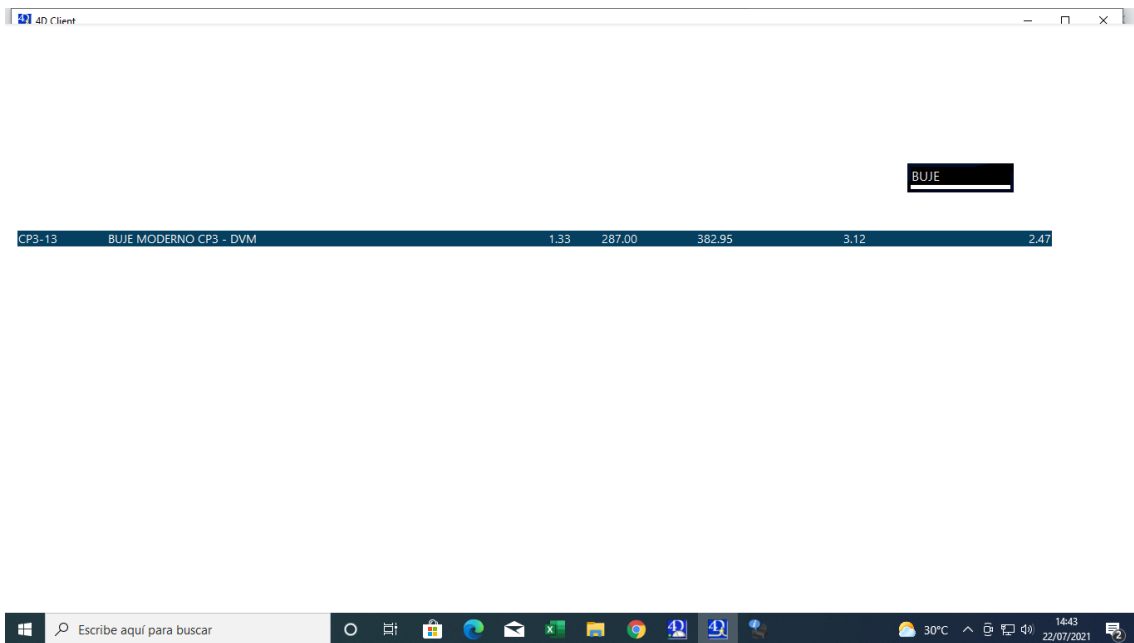 4D Client
BUJE
CP3-13 BUJE MODERNO CP3 - DVM 1.33 287.00 382.95 3.12 2.47
Escribe aquí para buscar 30°C 14:43
22/07/2021 2